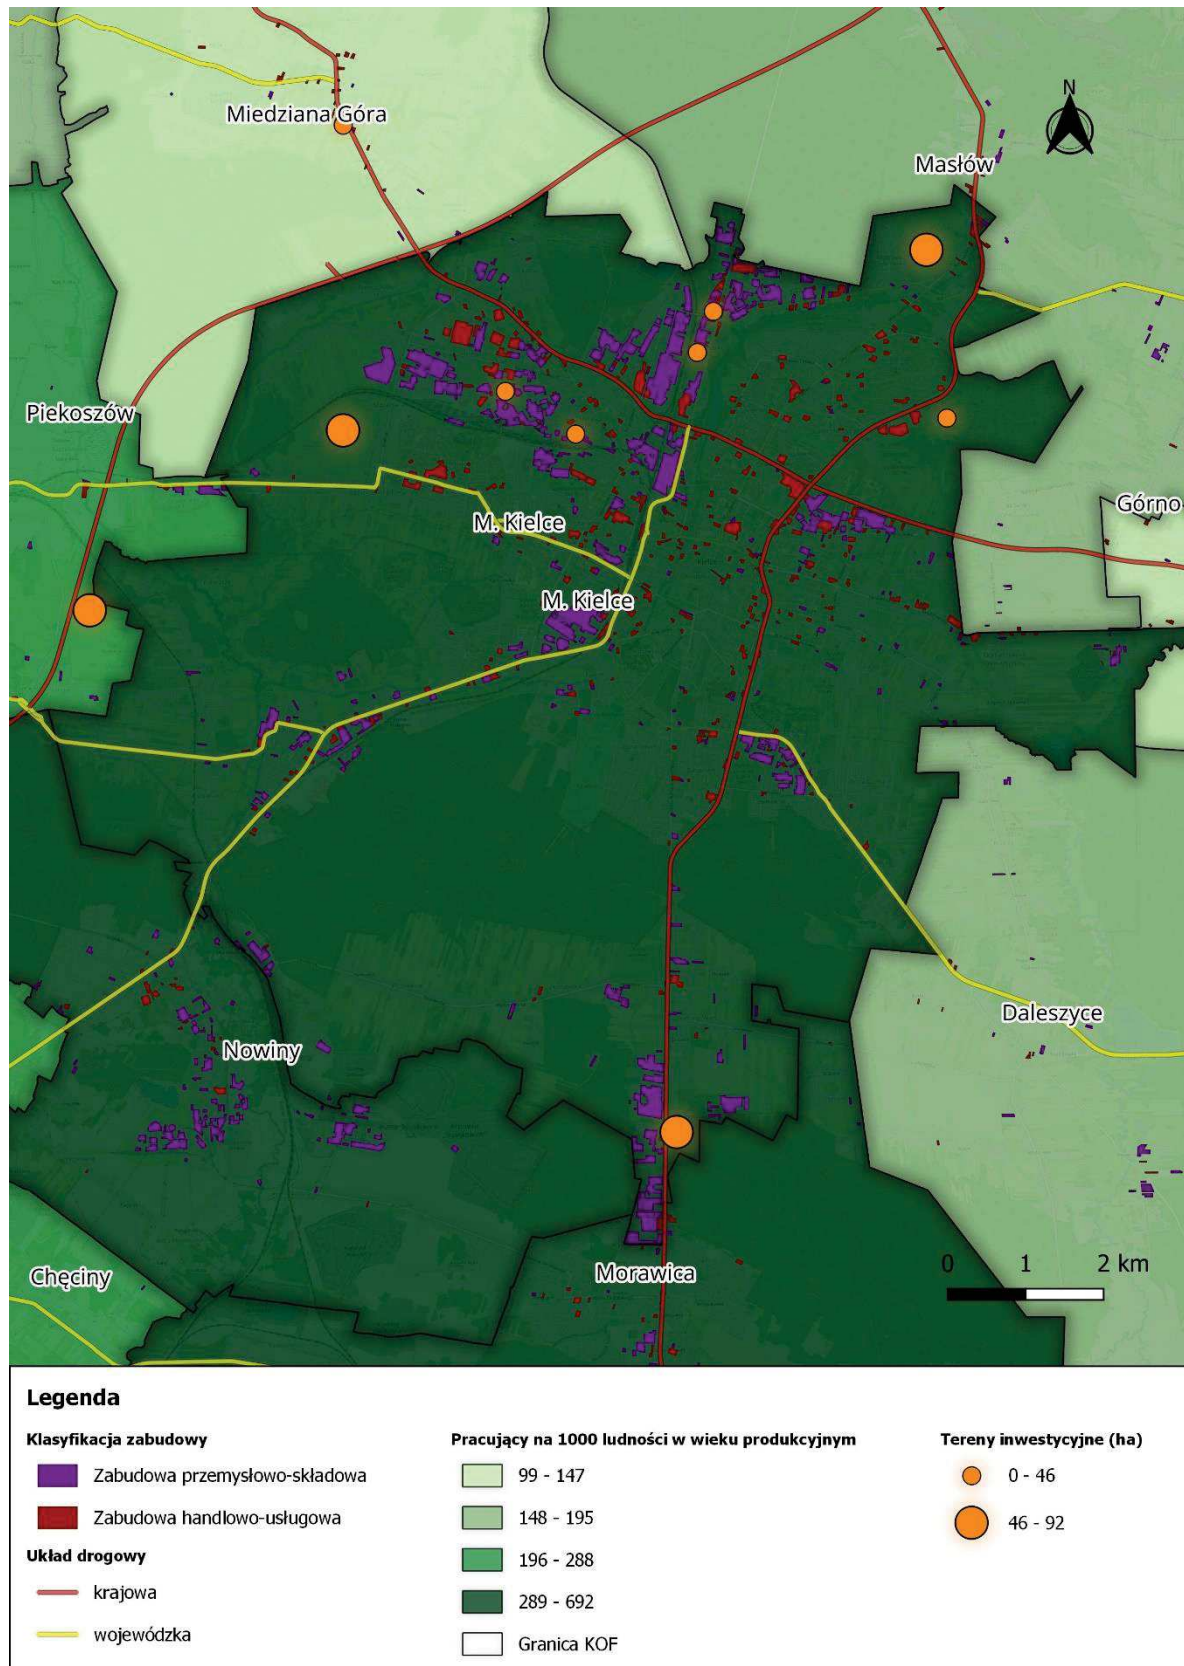 N
Miedziana Góra
Masłów
Piekoszów
Górno
M. Kielce
M. Kielce
Daleszyce
Nowiny
Morawica
Chęciny
0 1 2 km
Legenda
Klasyfikacja zabudowy
Zabudowa przemysłowo-składowa
Zabudowa handlowo-usługowa
Układ drogowy
krajowa
wojewódzka
Pracujący na 1000 ludności w wieku produkcyjnym
99 - 147
148 - 195
196 - 288
289 - 692
Granica KOF
Tereny inwestycyjne (ha)
0 - 46
46 - 92